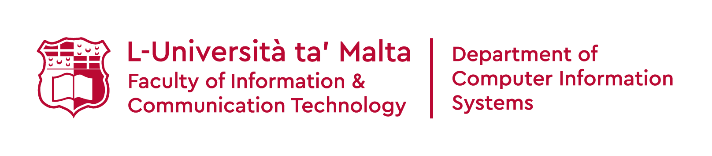 L-Università ta' Malta
Faculty of Information &
Communication Technology
Department of
Computer Information
Systems